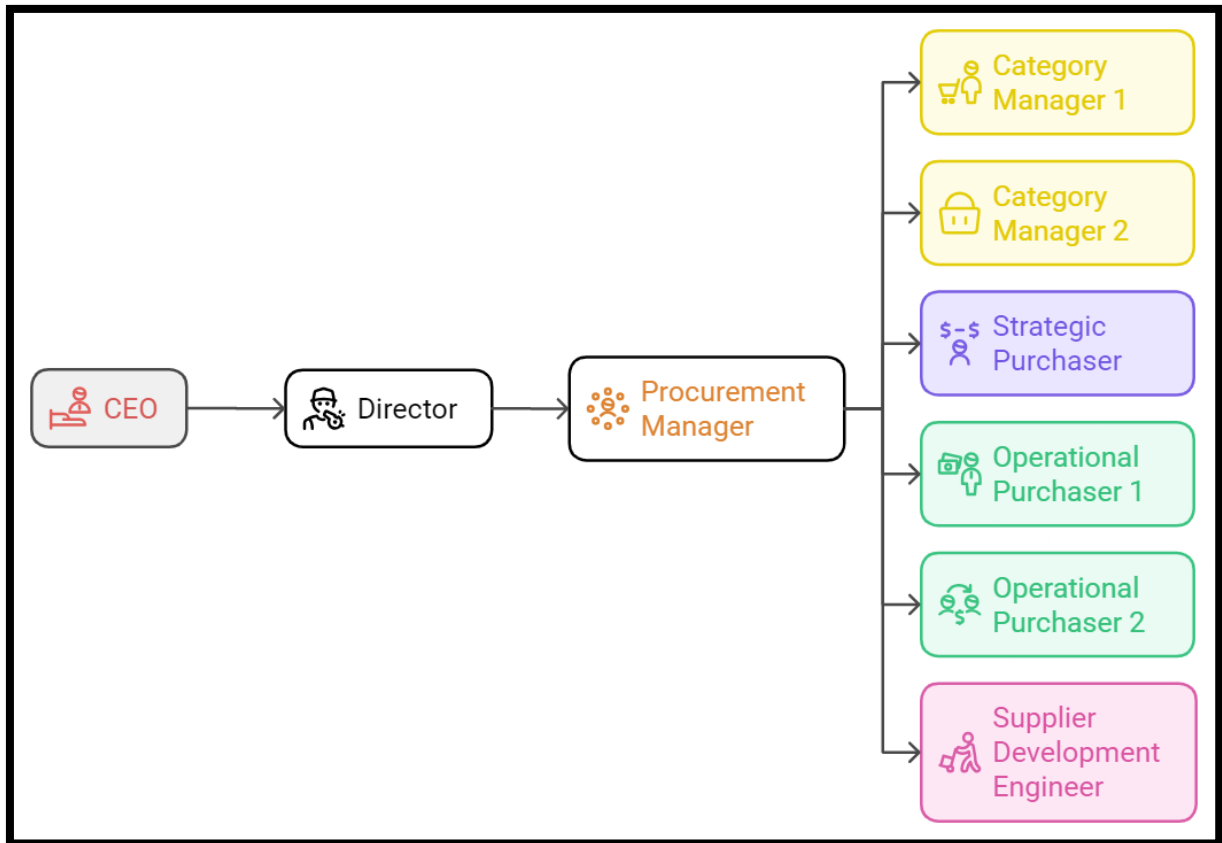 CEO
Director
Procurement
Manager
Category
Manager 1
Category
Manager 2
$-$ Strategic
Purchaser
Operational
Purchaser 1
Operational
Purchaser 2
$
Supplier
Development
Engineer